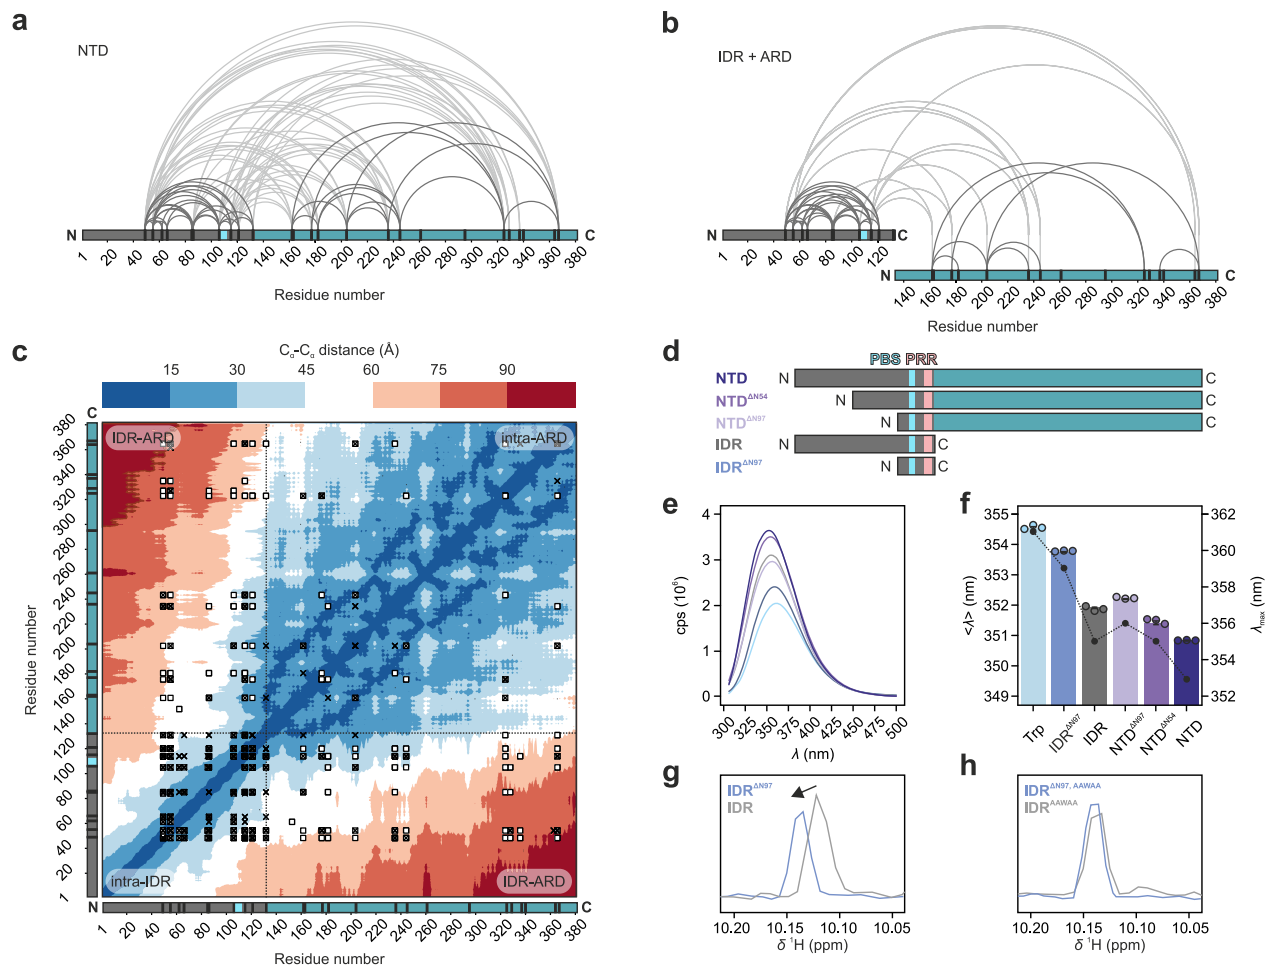 a
NTD
N
C
1 20 40 60 80 100 120 140 160 180 200 220 240 260 280 300 320 340 360 380
Residue number
b
IDR + ARD
N
C
1 20 40 60 80 100 120
N
C
140 160 180 200 220 240 260 280 300 320 340 360 380
Residue number
c
Cα-Cα distance (Å)
15 30 45 60 75 90
C
IDR-ARD
intra-ARD
intra-IDR
IDR-ARD
380
360
340
320
300
260
240
220
200
180
160
140
120
100
80
60
40
20
1
Residue number
N
C
1 20 40 60 80 100 120 140 160 180 200 220 240 260 280 300 320 340 360 380
Residue number
d
PBS PRR
NTD N C
NTDΔN54 N C
NTDΔN97 N C
IDR N C
IDRΔN97 N C
e
4
3
2
1
0
cps (10⁶)
300 325 350 375 400 425 450 475 500
λ (nm)
f
355
354
353
352
351
350
349
<λ> (nm)
362
360
358
356
354
352
λmax (nm)
Trp IDRΔN97 IDR NTDΔN97 NTDΔN54 NTD
g
IDRΔN97
IDR
10.20 10.15 10.10 10.05
δ ¹H (ppm)
h
IDRΔN97, AAWAA
IDRAAWAA
10.20 10.15 10.10 10.05
δ ¹H (ppm)